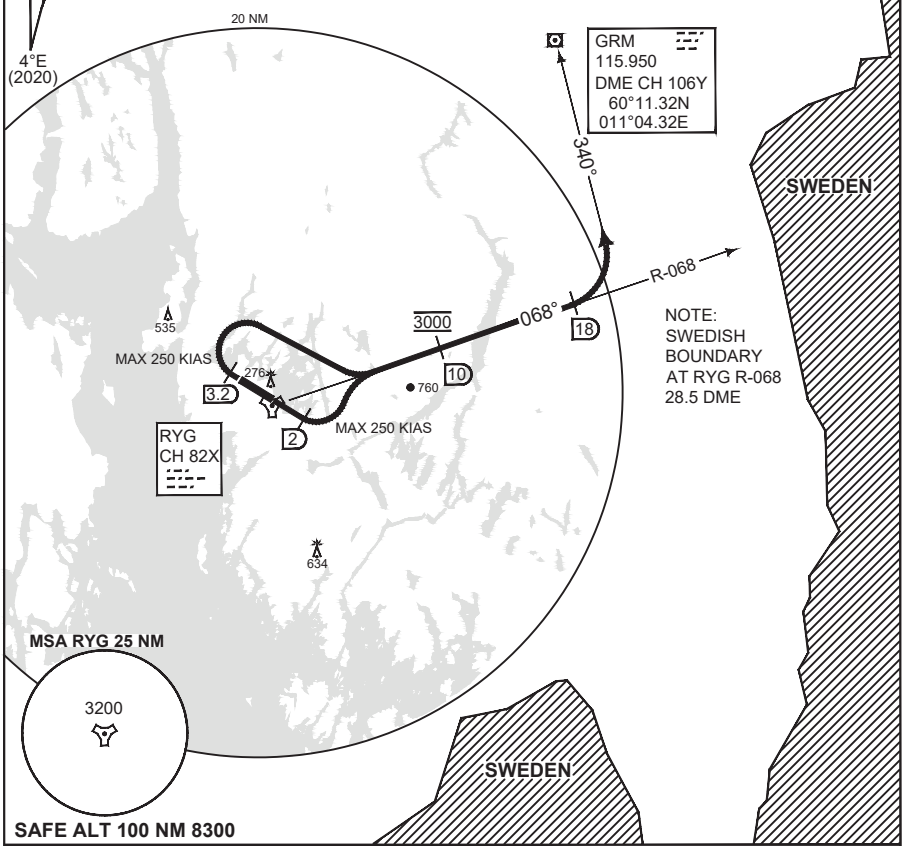 20 NM
4°E
(2020)
GRM
115.950
DME CH 106Y
60°11.32N
011°04.32E
340°
SWEDEN
R-068
068°
18
NOTE:
SWEDISH
BOUNDARY
AT RYG R-068
28.5 DME
3000
10
535
MAX 250 KIAS
276
3.2
760
2
MAX 250 KIAS
RYG
CH 82X
634
MSA RYG 25 NM
3200
SWEDEN
SAFE ALT 100 NM 8300